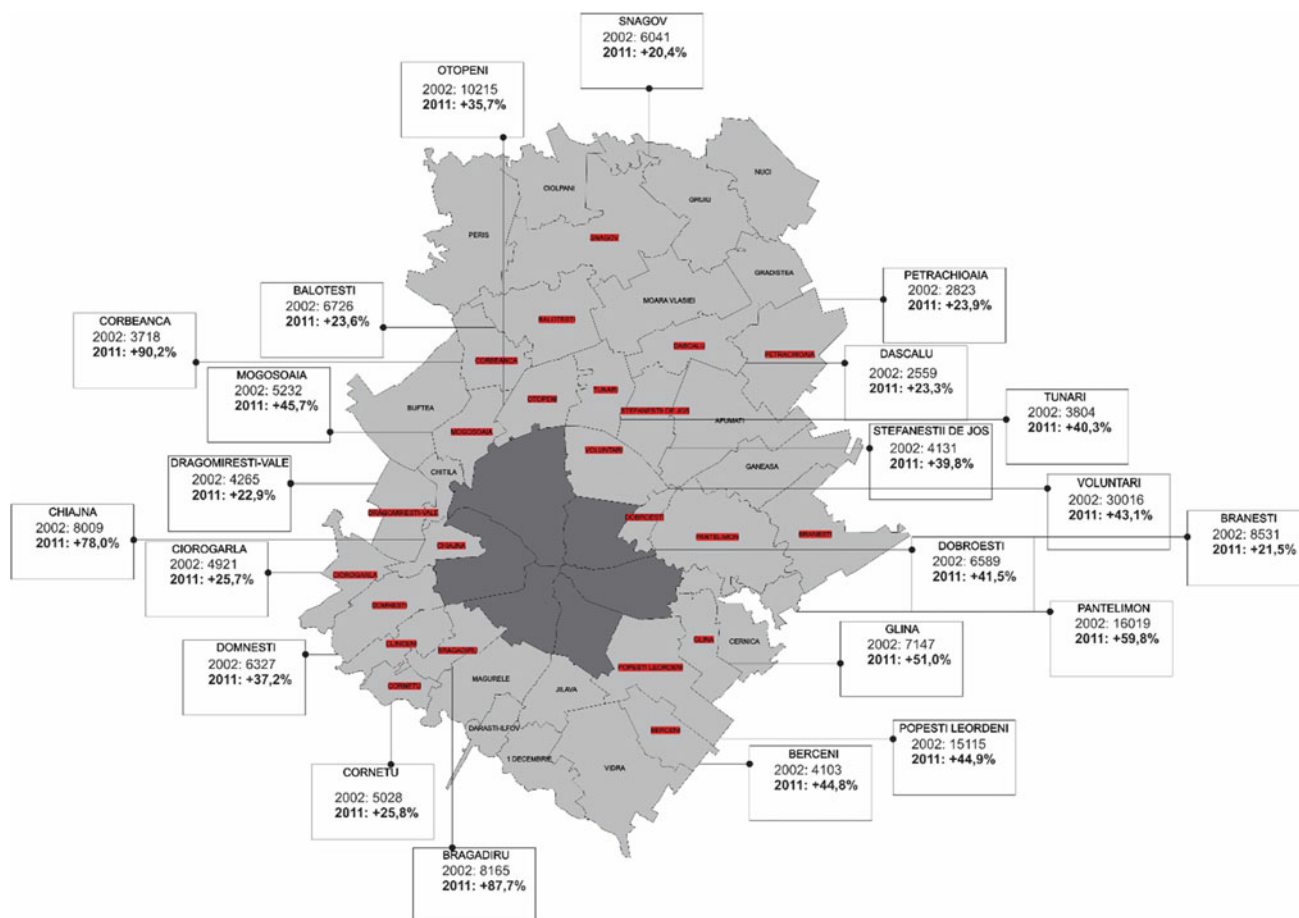 SNAGOV
2002: 6041
2011: +20,4%
OTOPENI
2002: 10215
2011: +35,7%
NUCI
CIOLPANI
GRUIU
PERIS
SNAGOV
GRADISTEA
PETRACHIOAIA
2002: 2823
2011: +23,9%
BALOTESTI
2002: 6726
2011: +23,6%
MOARA VLASIEI
CORBEANCA
2002: 3718
2011: +90,2%
BALOTESTI
DASCALU
PETRACHIOAIA
CORBEANCA
DASCALU
2002: 2559
2011: +23,3%
MOGOSOAIA
2002: 5232
2011: +45,7%
TUNARI
OTOPENI
TUNARI
2002: 3804
2011: +40,3%
BUFTEA
STEFANESTII DE JOS
AFUMATI
MOGOSOAIA
STEFANESTII DE JOS
2002: 4131
2011: +39,8%
VOLUNTARI
DRAGOMIRESTI-VALE
2002: 4265
2011: +22,9%
CHITILA
GANEASA
VOLUNTARI
2002: 30016
2011: +43,1%
CHIAJNA
2002: 8009
2011: +78,0%
DRAGOMIRESTI-VALE
DOBROESTI
BRANESTI
2002: 8531
2011: +21,5%
PANTELIMON
BRANESTI
CHIAJNA
CIOROGARLA
2002: 4921
2011: +25,7%
DOBROESTI
2002: 6589
2011: +41,5%
CIOROGARLA
DOMNESTI
PANTELIMON
2002: 16019
2011: +59,8%
GLINA
2002: 7147
2011: +51,0%
GLINA
CERNICA
DOMNESTI
2002: 6327
2011: +37,2%
CLINCENI
BRAGADIRU
POPESTI LEORDENI
MAGURELE
CORNETU
JILAVA
DARASTI-ILFOV
BERCENI
POPESTI LEORDENI
2002: 15115
2011: +44,9%
1 DECEMBRIE
VIDRA
BERCENI
2002: 4103
2011: +44,8%
CORNETU
2002: 5028
2011: +25,8%
BRAGADIRU
2002: 8165
2011: +87,7%